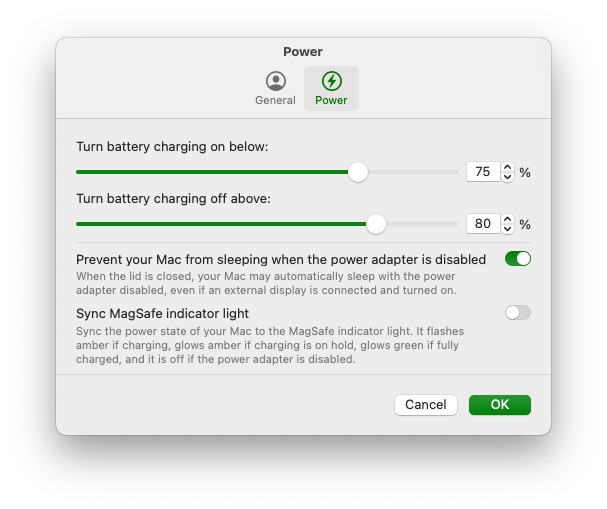 Power
General
Power
Turn battery charging on below:
75 %
Turn battery charging off above:
80 %
Prevent your Mac from sleeping when the power adapter is disabled
When the lid is closed, your Mac may automatically sleep with the power
adapter disabled, even if an external display is connected and turned on.
Sync MagSafe indicator light
Sync the power state of your Mac to the MagSafe indicator light. It flashes
amber if charging, glows amber if charging is on hold, glows green if fully
charged, and it is off if the power adapter is disabled.
Cancel
OK